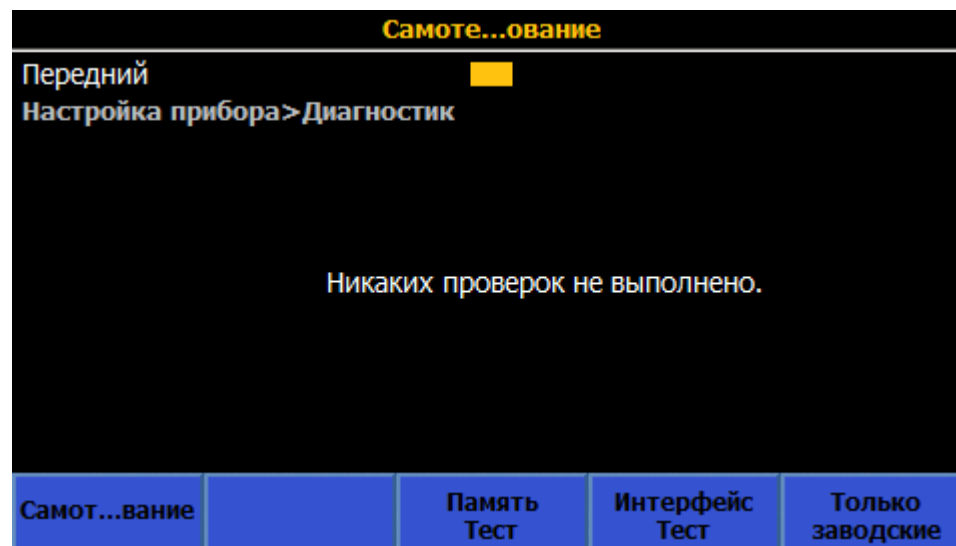 Самоте...ование
Передний
Настройка прибора>Диагностик
Никаких проверок не выполнено.
Самот...вание
Память
Тест
Интерфейс
Тест
Только
заводские